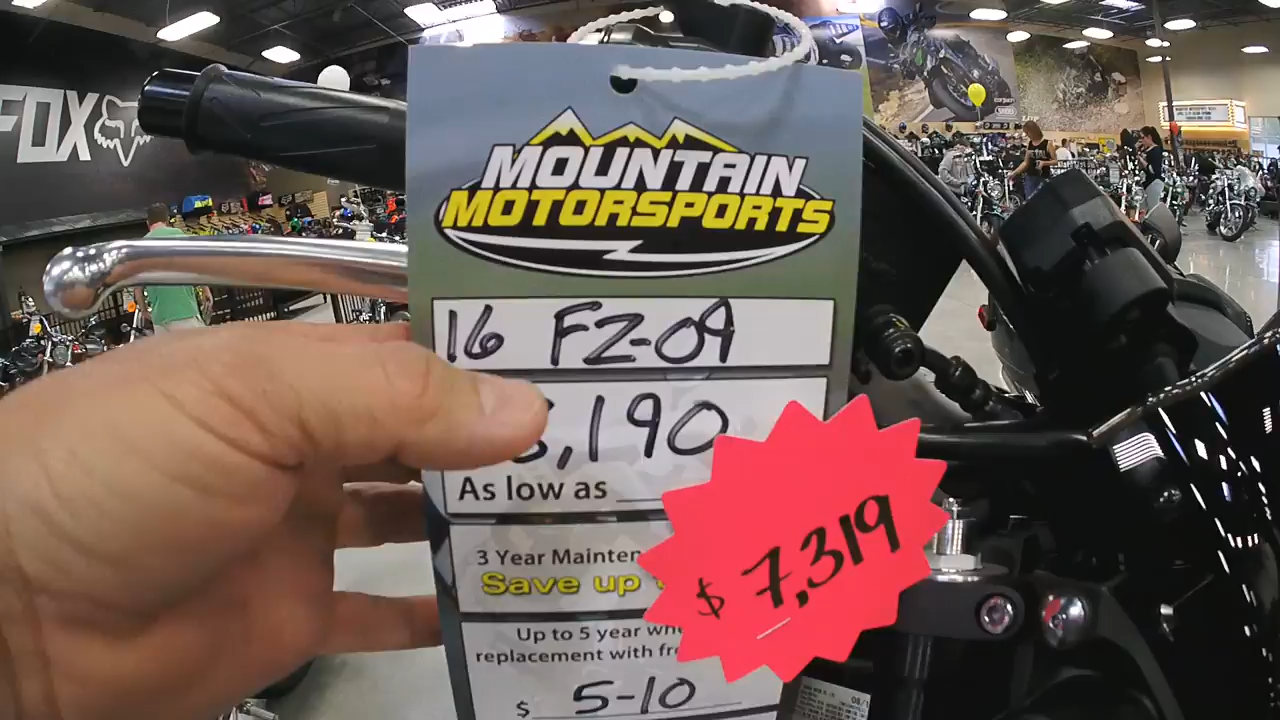 FOX
MOUNTAIN
MOTORSPORTS
16 FZ-09
,190
As low as
3 Year Mainten
Save up
$ 7,319
Up to 5 year whe
replacement with fre
$ 5-10